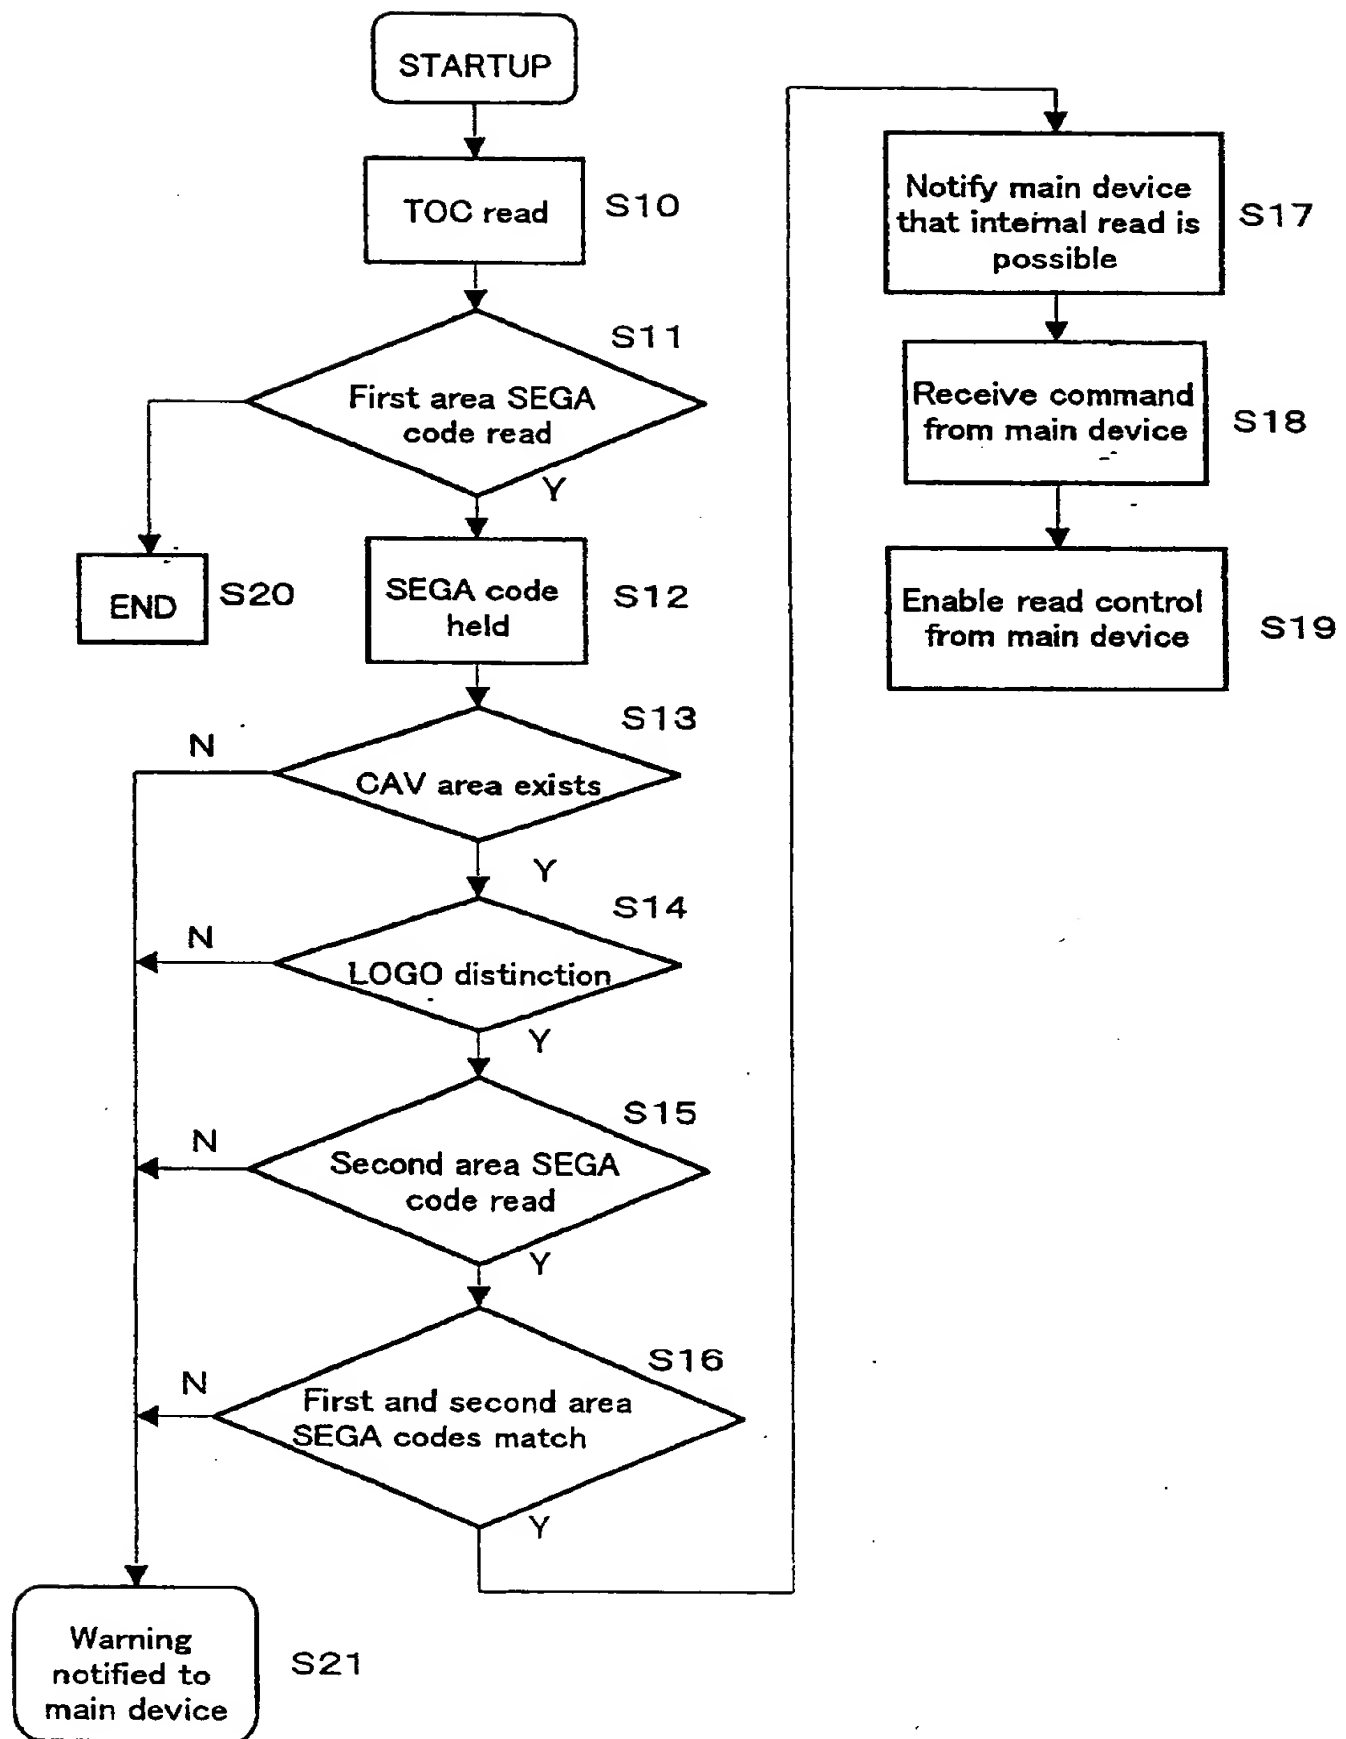 STARTUP
TOC read
S10
S11
First area SEGA
code read
Y
END
S20
SEGA code
held
S12
S13
N
CAV area exists
Y
S14
N
LOGO distinction
Y
S15
N
Second area SEGA
code read
Y
S16
N
First and second area
SEGA codes match
Y
Warning
notified to
main device
S21
Notify main device
that internal read is
possible
S17
Receive command
from main device
S18
Enable read control
from main device
S19